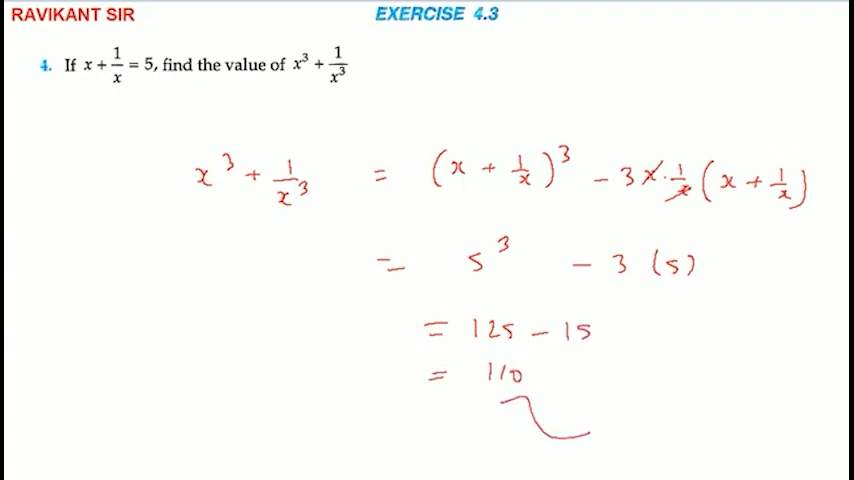 RAVIKANT SIR
EXERCISE 4.3
4. If x + 1/x = 5, find the value of x³ + 1/x³
x³ + 1/x³ = (x + 1/x)³ – 3x · 1/x (x + 1/x)
= 5³ – 3 (5)
= 125 – 15
= 110